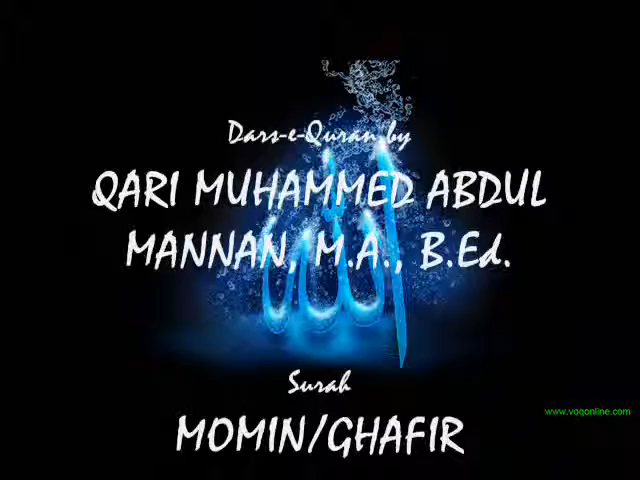 Dars-e-Quran by
QARI MUHAMMED ABDUL
MANNAN, M.A., B.Ed.
الله
Surah
www.voqonline.com
MOMIN/GHAFIR